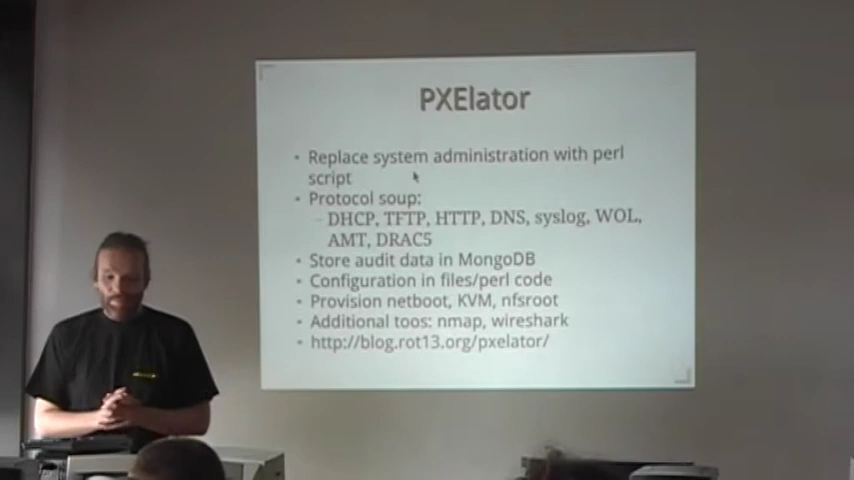 PXElator
• Replace system administration with perl
script
• Protocol soup:
– DHCP, TFTP, HTTP, DNS, syslog, WOL,
AMT, DRAC5
• Store audit data in MongoDB
• Configuration in files/perl code
• Provision netboot, KVM, nfsroot
• Additional toos: nmap, wireshark
• http://blog.rot13.org/pxelator/